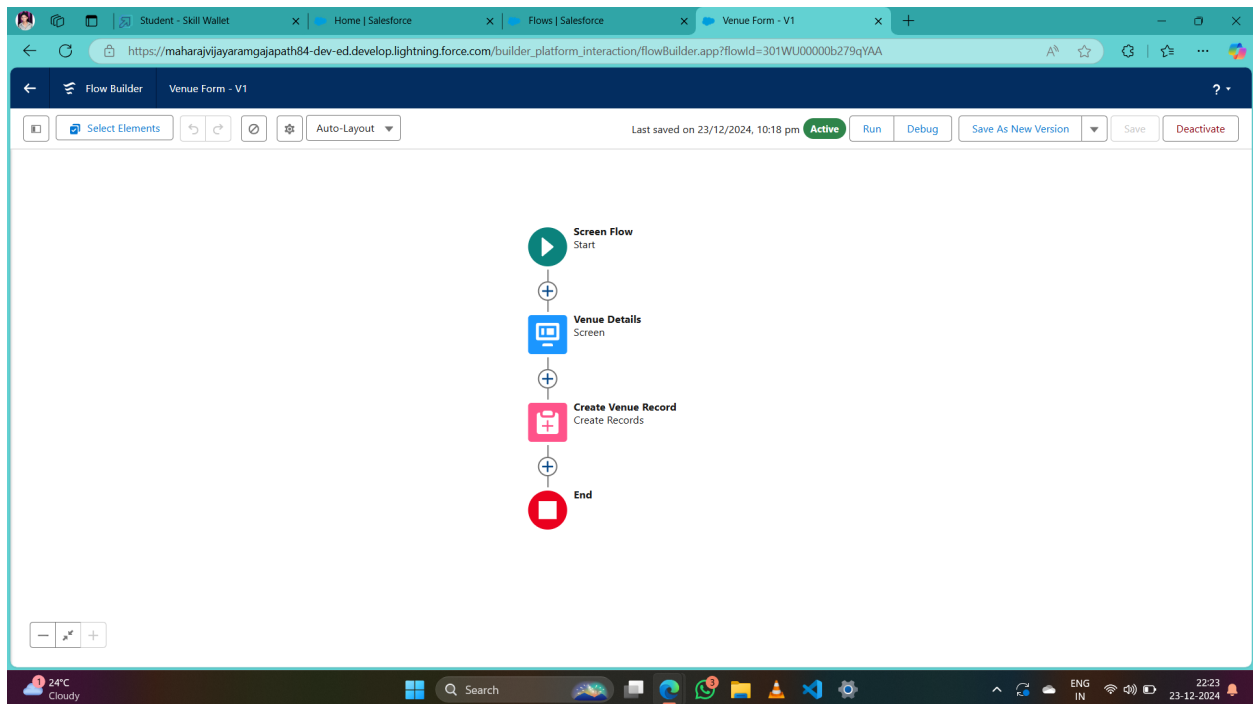 Student - Skill Wallet
Home | Salesforce
Flows | Salesforce
Venue Form - V1
https://maharajvijayaramgajapath84-dev-ed.develop.lightning.force.com/builder_platform_interaction/flowBuilder.app?flowId=301WU00000b279qYAA
Flow Builder
Venue Form - V1
?
Select Elements
Auto-Layout
Last saved on 23/12/2024, 10:18 pm
Active
Run
Debug
Save As New Version
Save
Deactivate
Screen Flow
Start
Venue Details
Screen
Create Venue Record
Create Records
End
1
24°C
Cloudy
Search
3
ENG
IN
22:23
23-12-2024